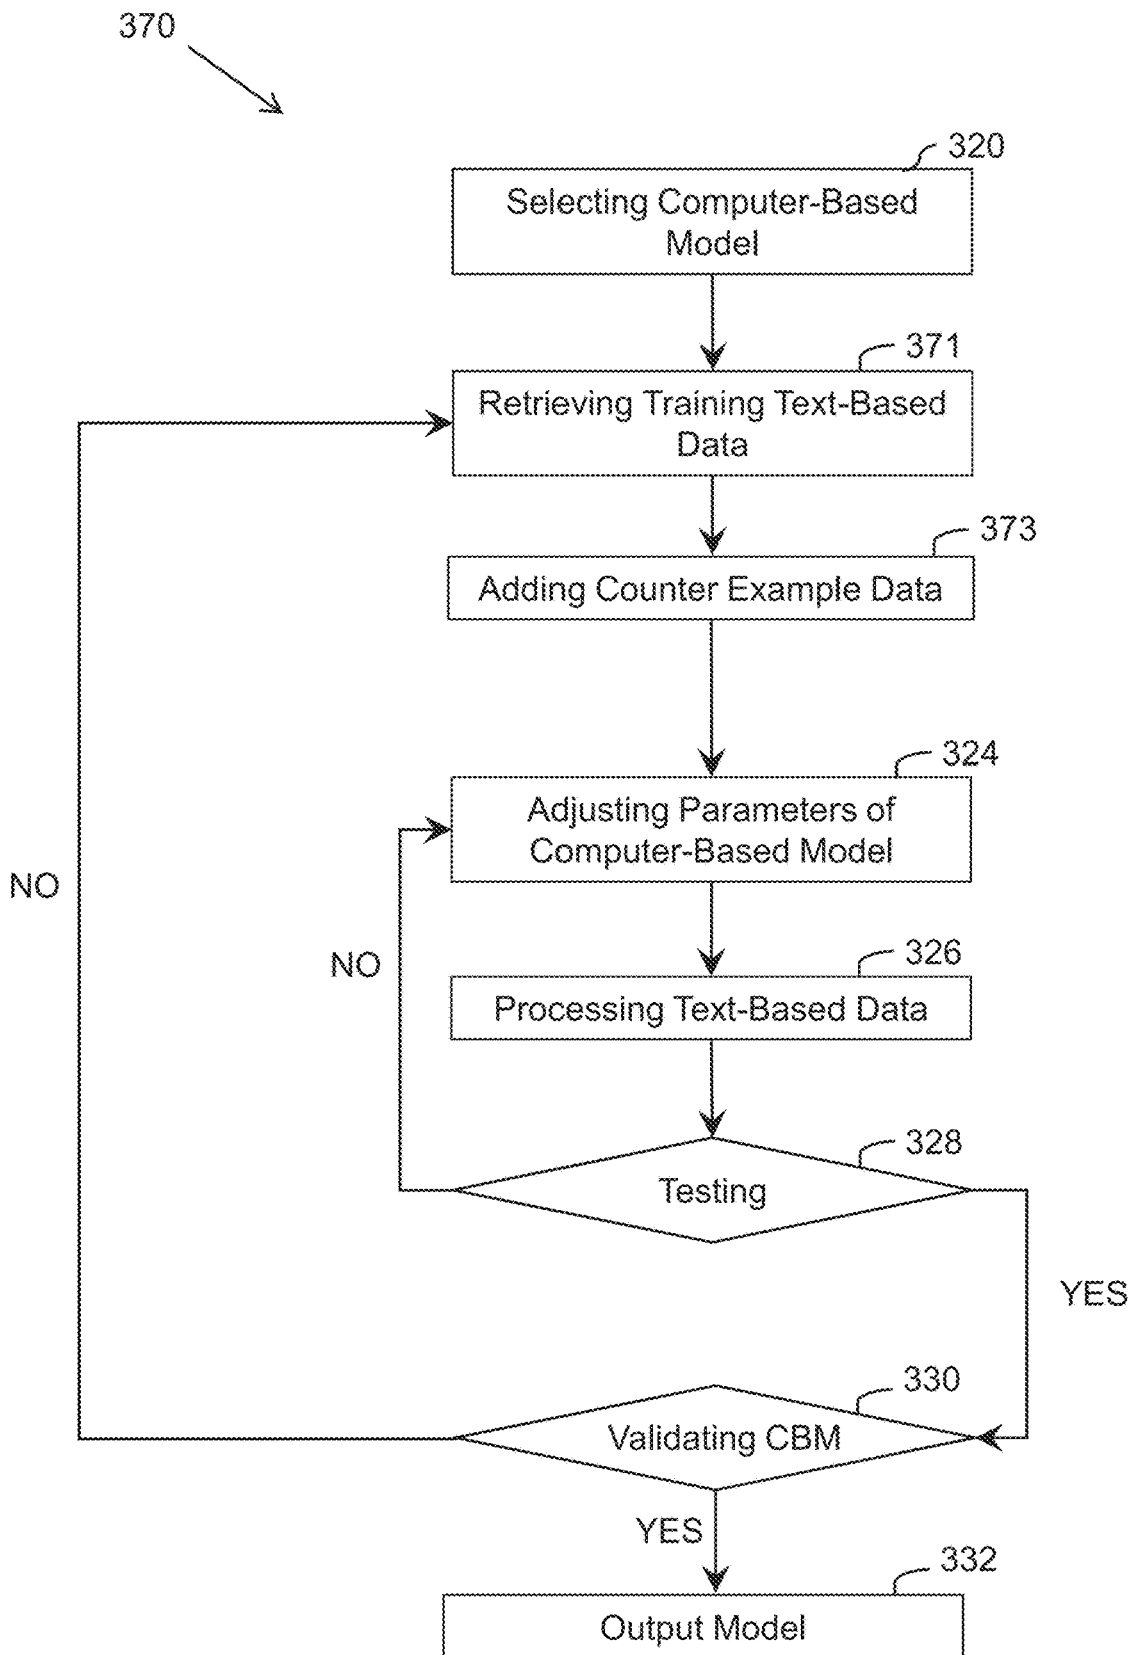 370
320
Selecting Computer-Based
Model
371
Retrieving Training Text-Based
Data
373
Adding Counter Example Data
324
Adjusting Parameters of
Computer-Based Model
NO
NO
326
Processing Text-Based Data
328
Testing
YES
330
Validating CBM
YES
332
Output Model